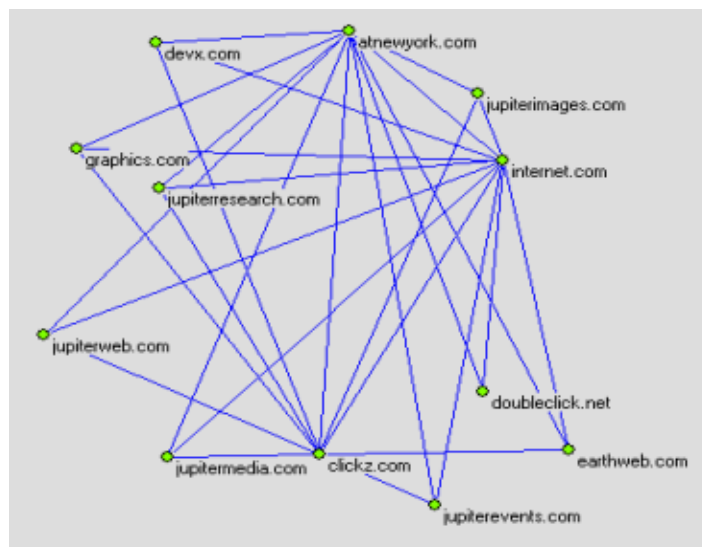 atnewyork.com
devx.com
jupiterimages.com
graphics.com
internet.com
jupiterresearch.com
jupiterweb.com
doubleclick.net
jupitermedia.com
clickz.com
earthweb.com
jupiterevents.com